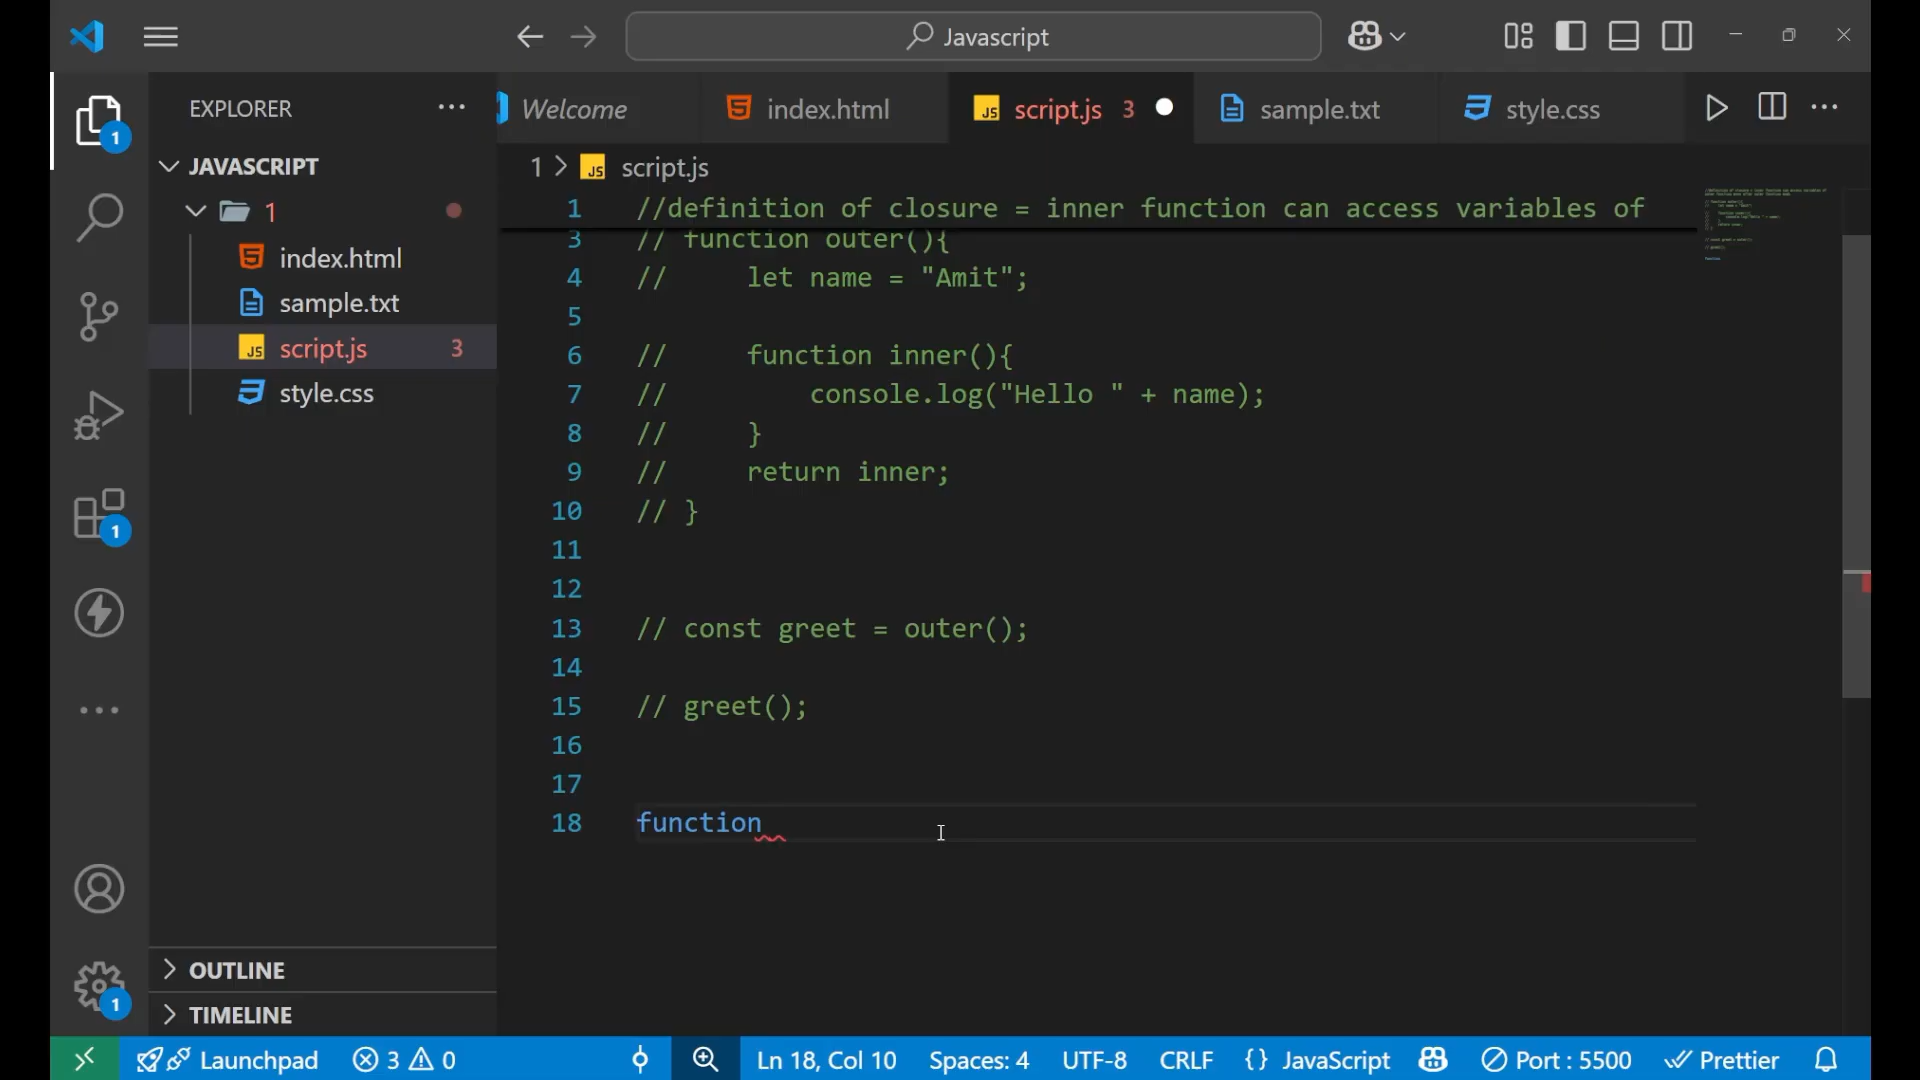 Javascript
EXPLORER
Welcome
index.html
script.js 3
sample.txt
style.css
JAVASCRIPT
1 > script.js
1
index.html
sample.txt
script.js 3
style.css
1 //definition of closure = inner function can access variables of
3 // function outer(){
4 //     let name = "Amit";
5
6 //     function inner(){
7 //         console.log("Hello " + name);
8 //     }
9 //     return inner;
10 // }
11
12
13 // const greet = outer();
14
15 // greet();
16
17
18 function
1
1
1
OUTLINE
TIMELINE
Launchpad 3 0 Ln 18, Col 10 Spaces: 4 UTF-8 CRLF {} JavaScript Port : 5500 Prettier